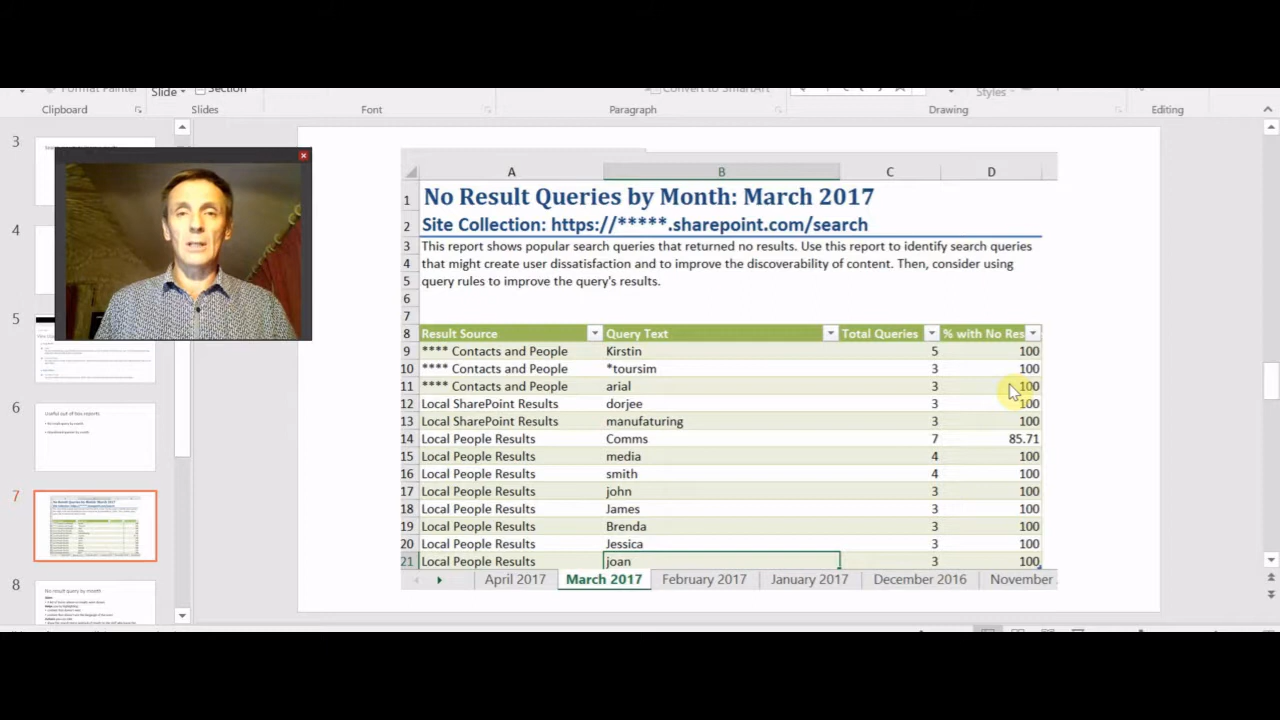 Format Painter
Slide
Section
Convert to SmartArt
Styles
Clipboard
Slides
Font
Paragraph
Drawing
Editing
3
4
5
6
Useful out of box reports
7
8
No result query by month
A B C D
1 No Result Queries by Month: March 2017
2 Site Collection: https://*****.sharepoint.com/search
3 This report shows popular search queries that returned no results. Use this report to identify search queries
4 that might create user dissatisfaction and to improve the discoverability of content. Then, consider using
5 query rules to improve the query's results.
6
7
8 Result Source Query Text Total Queries % with No Res
9 **** Contacts and People Kirstin 5 100
10 **** Contacts and People *toursim 3 100
11 **** Contacts and People arial 3 100
12 Local SharePoint Results dorjee 3 100
13 Local SharePoint Results manufaturing 3 100
14 Local People Results Comms 7 85.71
15 Local People Results media 4 100
16 Local People Results smith 4 100
17 Local People Results john 3 100
18 Local People Results James 3 100
19 Local People Results Brenda 3 100
20 Local People Results Jessica 3 100
21 Local People Results joan 3 100
April 2017 March 2017 February 2017 January 2017 December 2016 November